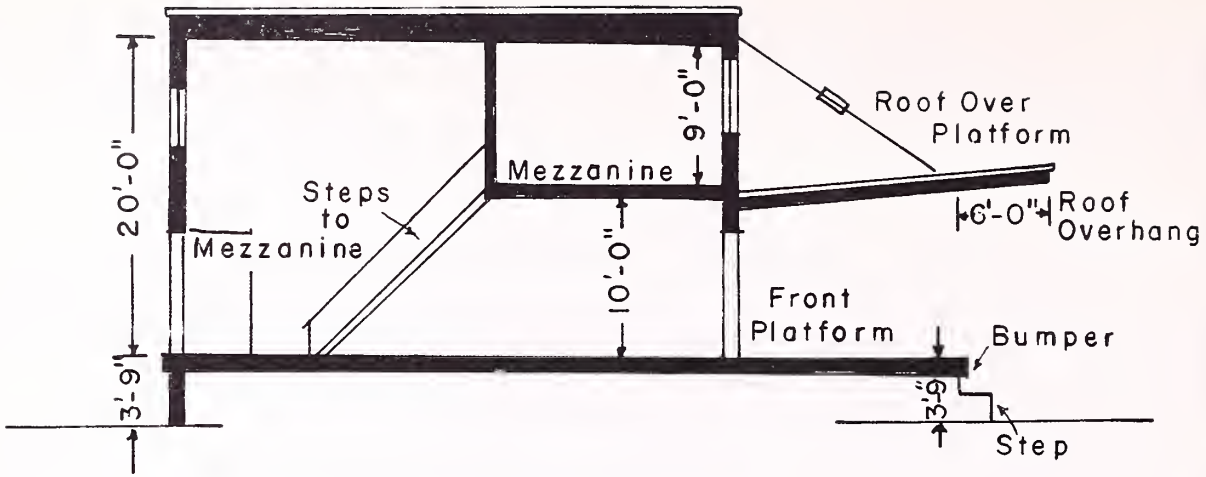 20'-0"
3'-9'
Steps
to
Mezzanine
Mezzanine
9'-0"
10'-0"
Roof Over
Platform
6'-0"
Roof
Overhang
Front
Platform
Bumper
3'-9"
Step